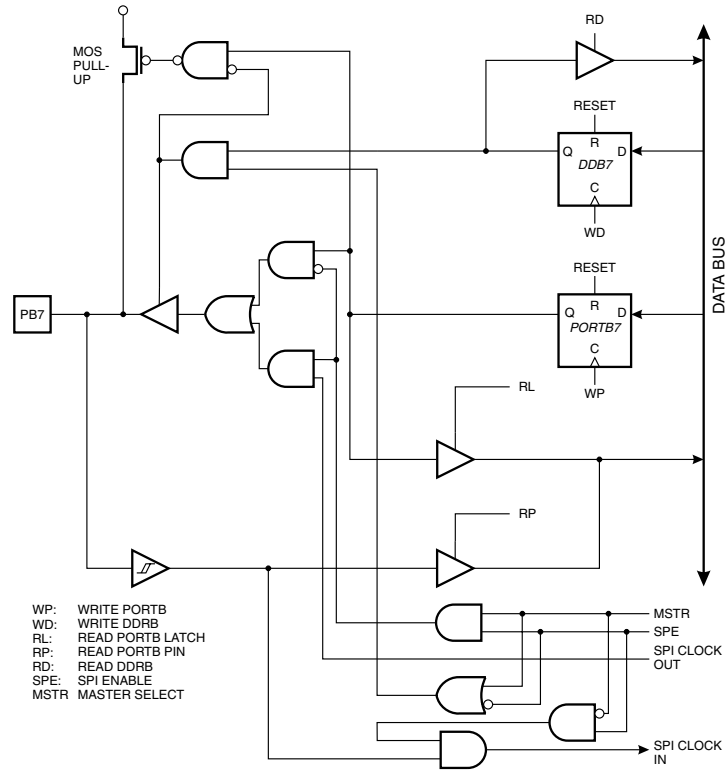 RD
MOS
PULL-
UP
RESET
R
Q
D
DDB7
C
WD
DATA BUS
RESET
R
PB7
Q
D
PORTB7
C
WP
RL
RP
WP: WRITE PORTB
WD: WRITE DDRB
RL: READ PORTB LATCH
RP: READ PORTB PIN
RD: READ DDRB
SPE: SPI ENABLE
MSTR MASTER SELECT
MSTR
SPE
SPI CLOCK
OUT
SPI CLOCK
IN